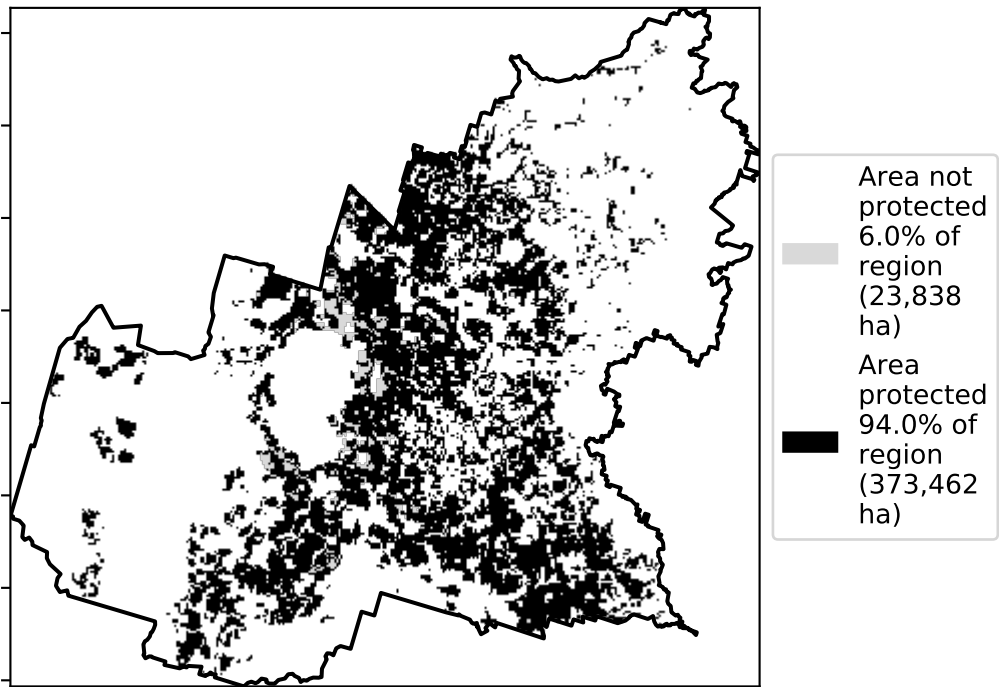 Area not
protected
6.0% of
region
(23,838
ha)
Area
protected
94.0% of
region
(373,462
ha)